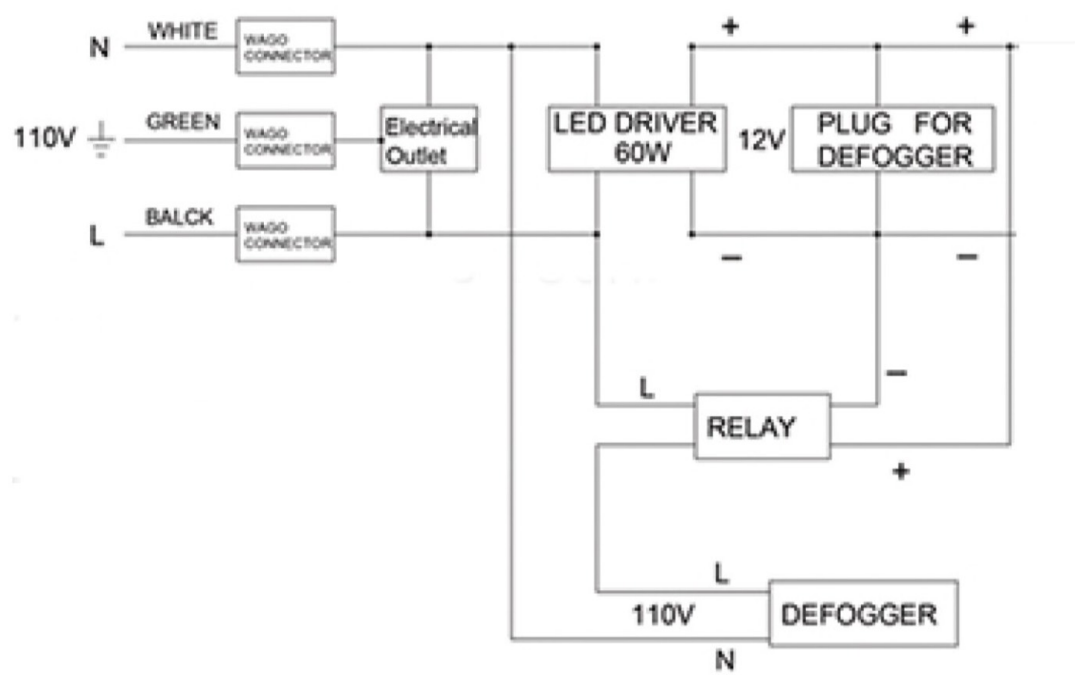 WHITE
N
WAGO
CONNECTOR
+
+
110V
GREEN
WAGO
CONNECTOR
Electrical
Outlet
LED DRIVER
60W
12V
PLUG FOR
DEFOGGER
L
BALCK
WAGO
CONNECTOR
−
−
L
−
RELAY
+
L
110V
DEFOGGER
N